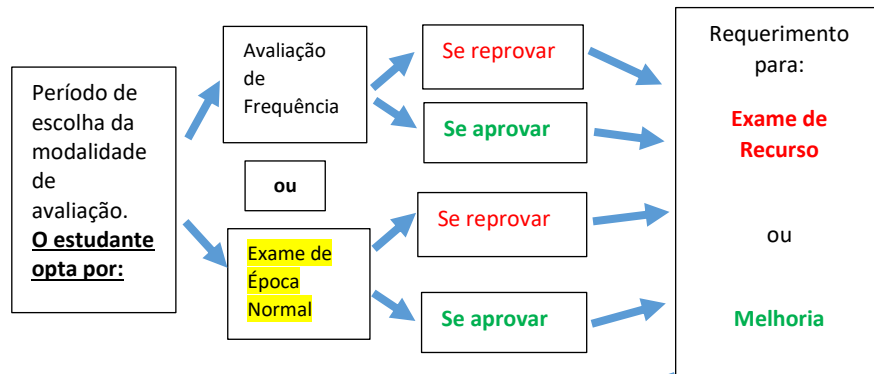 Período de
escolha da
modalidade
de
avaliação.
O estudante
opta por:
Avaliação
de
Frequência
ou
Exame de
Época
Normal
Se reprovar
Se aprovar
Se reprovar
Se aprovar
Requerimento
para:
Exame de
Recurso
ou
Melhoria